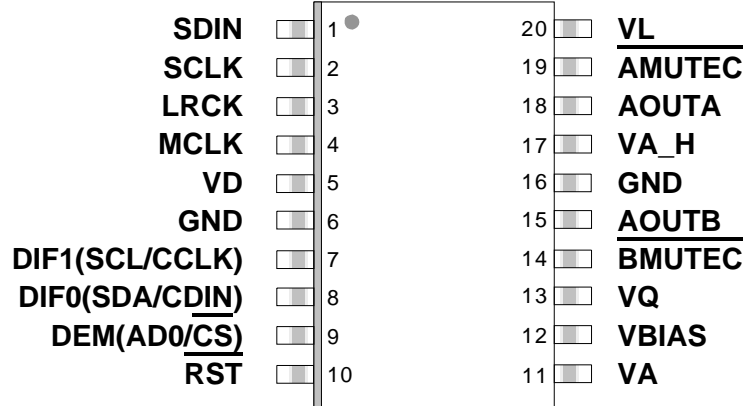 SDIN 1 20 VL
SCLK 2 19 AMUTEC
LRCK 3 18 AOUTA
MCLK 4 17 VA_H
VD 5 16 GND
GND 6 15 AOUTB
DIF1(SCL/CCLK) 7 14 BMUTEC
DIF0(SDA/CDIN) 8 13 VQ
DEM(AD0/CS) 9 12 VBIAS
RST 10 11 VA